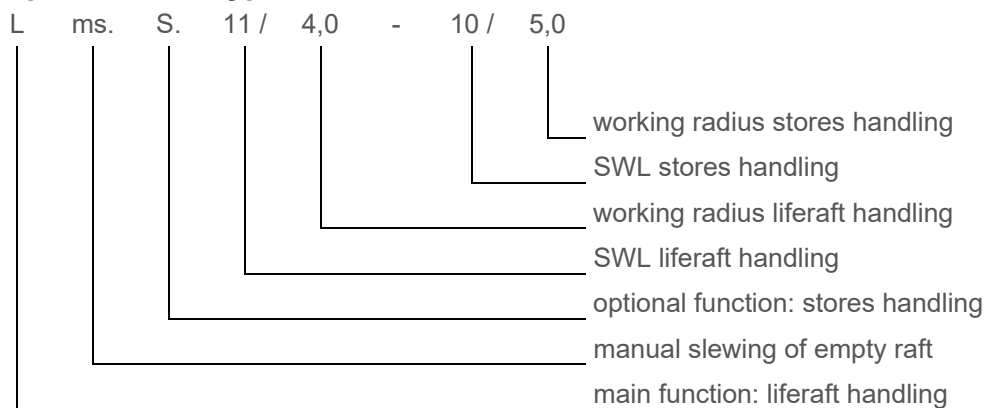 L ms. S. 11 / 4,0 - 10 / 5,0
working radius stores handling
SWL stores handling
working radius liferaft handling
SWL liferaft handling
optional function: stores handling
manual slewing of empty raft
main function: liferaft handling